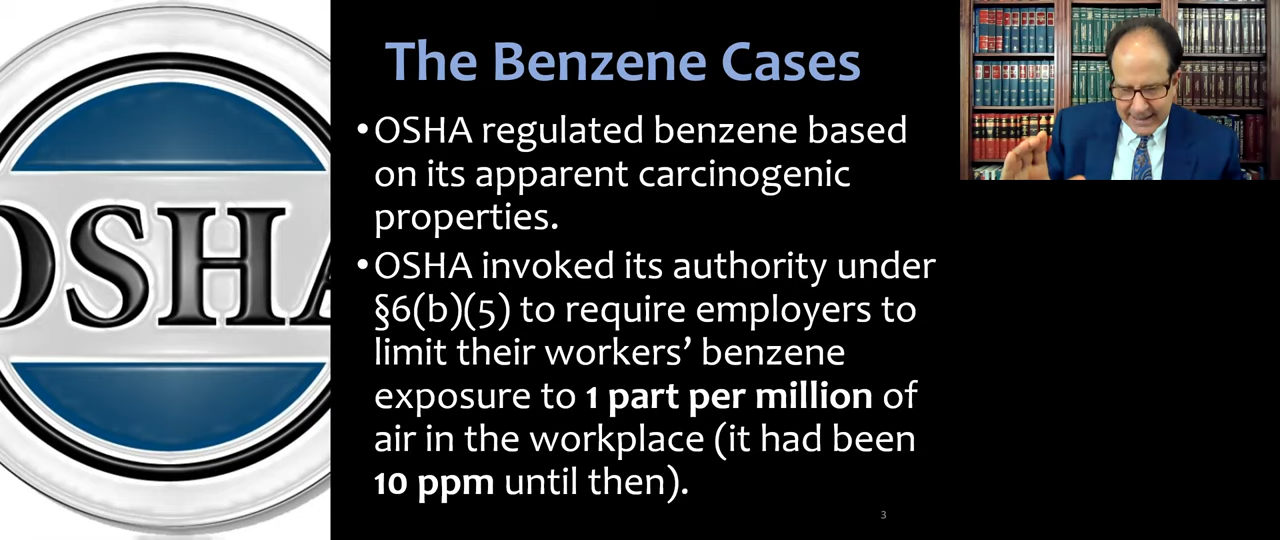 The Benzene Cases
•OSHA regulated benzene based
on its apparent carcinogenic
properties.
•OSHA invoked its authority under
§6(b)(5) to require employers to
limit their workers’ benzene
exposure to 1 part per million of
air in the workplace (it had been
10 ppm until then).
3
OSHA